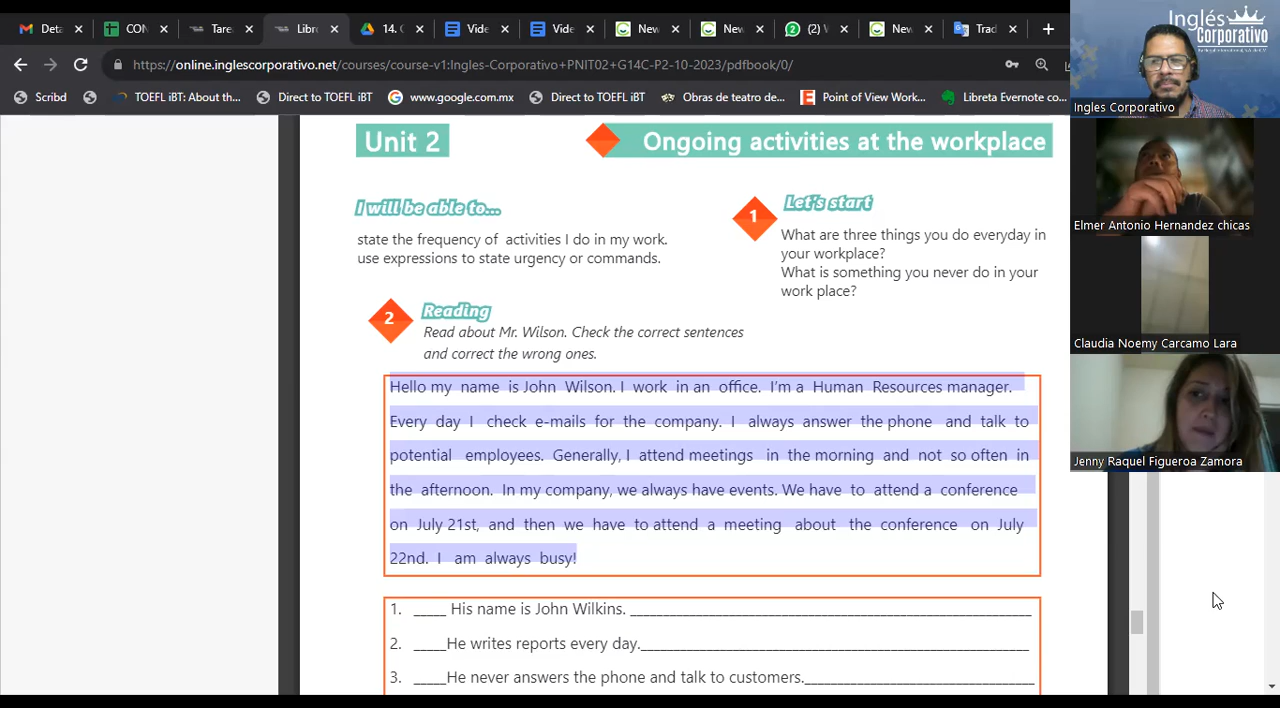 Deta
CON
Tare
Libro
14. C
Vide
Vide
New
New
(2) W
New
Trad
https://online.inglescorporativo.net/courses/course-v1:Ingles-Corporativo+PNIT02+G14C-P2-10-2023/pdfbook/0/
Scribd
TOEFL iBT: About th...
Direct to TOEFL iBT
www.google.com.mx
Direct to TOEFL iBT
Obras de teatro de...
Point of View Work...
Libreta Evernote co...
Unit 2
Ongoing activities at the workplace
I will be able to...
state the frequency of activities I do in my work.
use expressions to state urgency or commands.
1
Let's start
What are three things you do everyday in
your workplace?
What is something you never do in your
work place?
2
Reading
Read about Mr. Wilson. Check the correct sentences
and correct the wrong ones.
Hello my name is John Wilson. I work in an office. I'm a Human Resources manager.
Every day I check e-mails for the company. I always answer the phone and talk to
potential employees. Generally, I attend meetings in the morning and not so often in
the afternoon. In my company, we always have events. We have to attend a conference
on July 21st, and then we have to attend a meeting about the conference on July
22nd. I am always busy!
1. _____ His name is John Wilkins. _____
2. _____He writes reports every day._____
3. _____He never answers the phone and talk to customers._____
Inglés
Corporativo
Ingles Corporativo
Elmer Antonio Hernandez chicas
Claudia Noemy Carcamo Lara
Jenny Raquel Figueroa Zamora